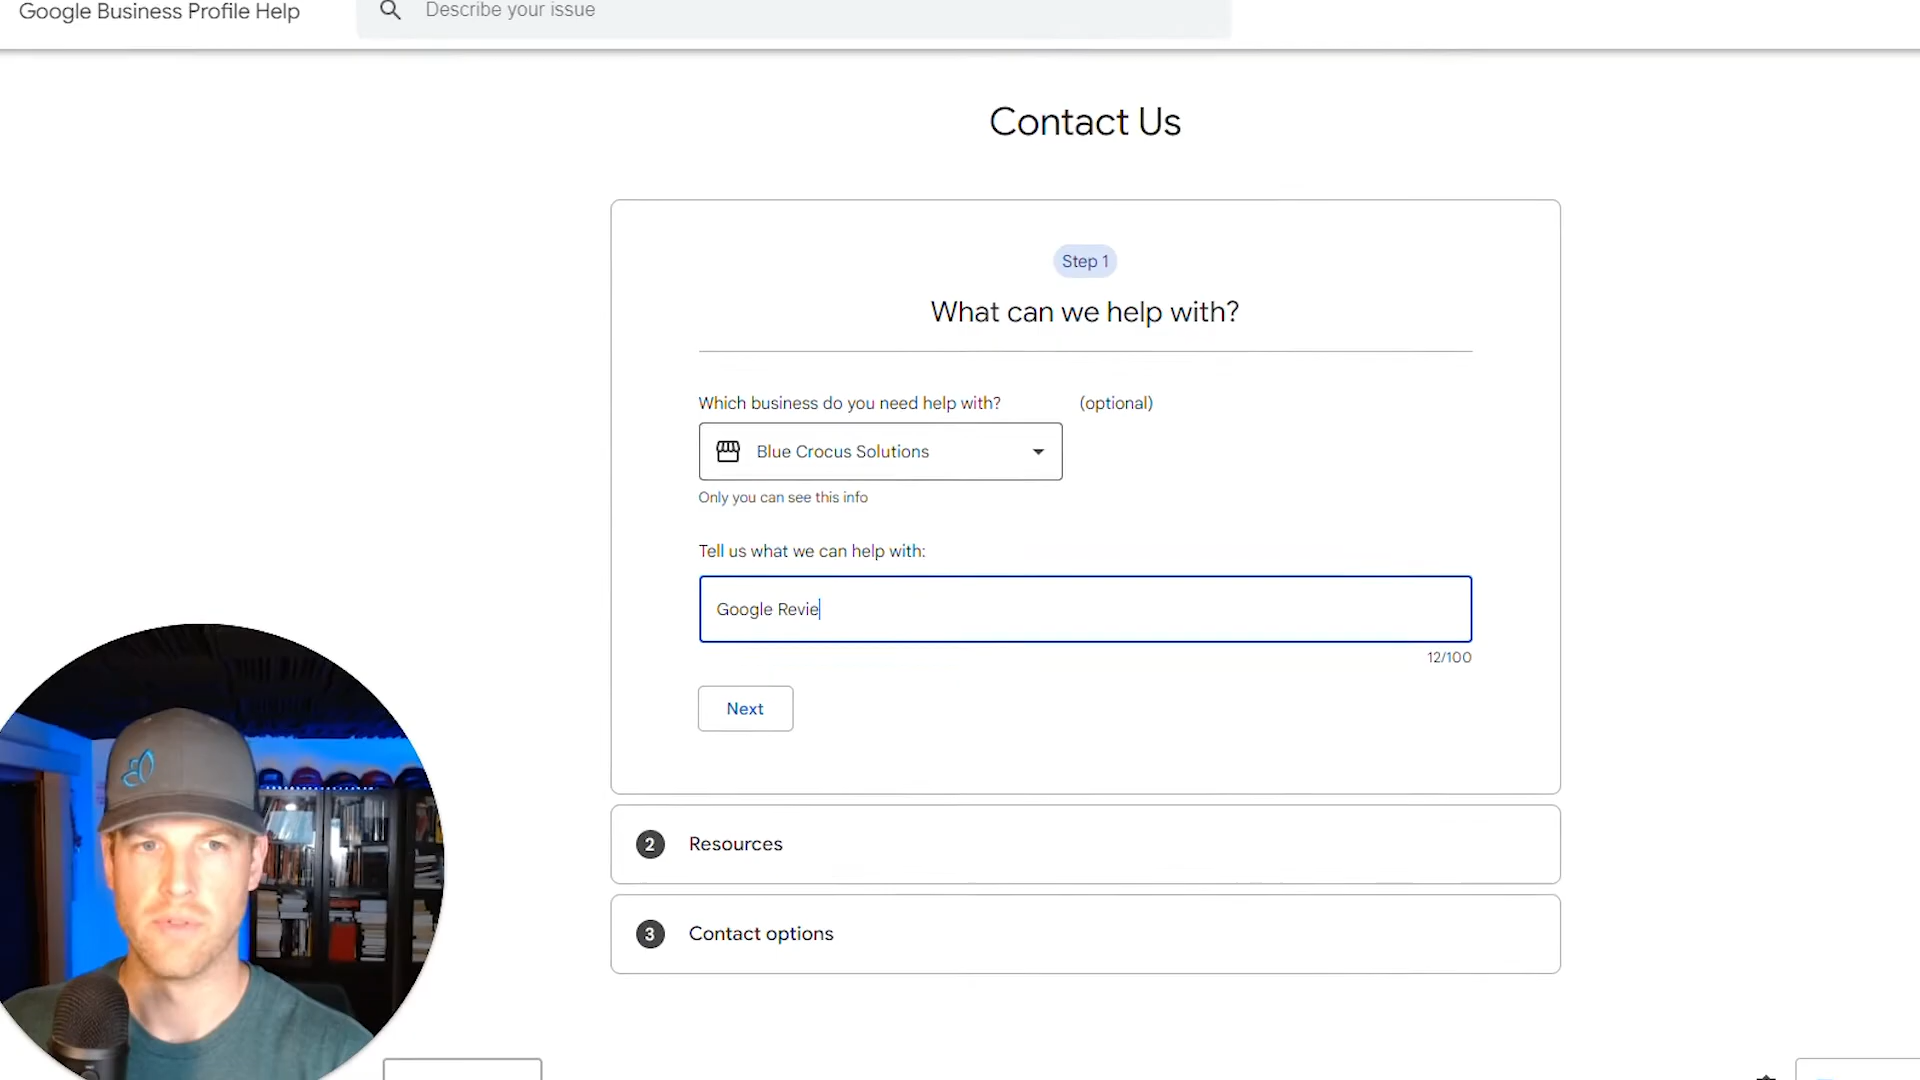 Google Business Profile Help
Describe your issue
Contact Us
Step 1
What can we help with?
Which business do you need help with? (optional)
Blue Crocus Solutions
Only you can see this info
Tell us what we can help with:
Google Revie
12/100
Next
2 Resources
3 Contact options